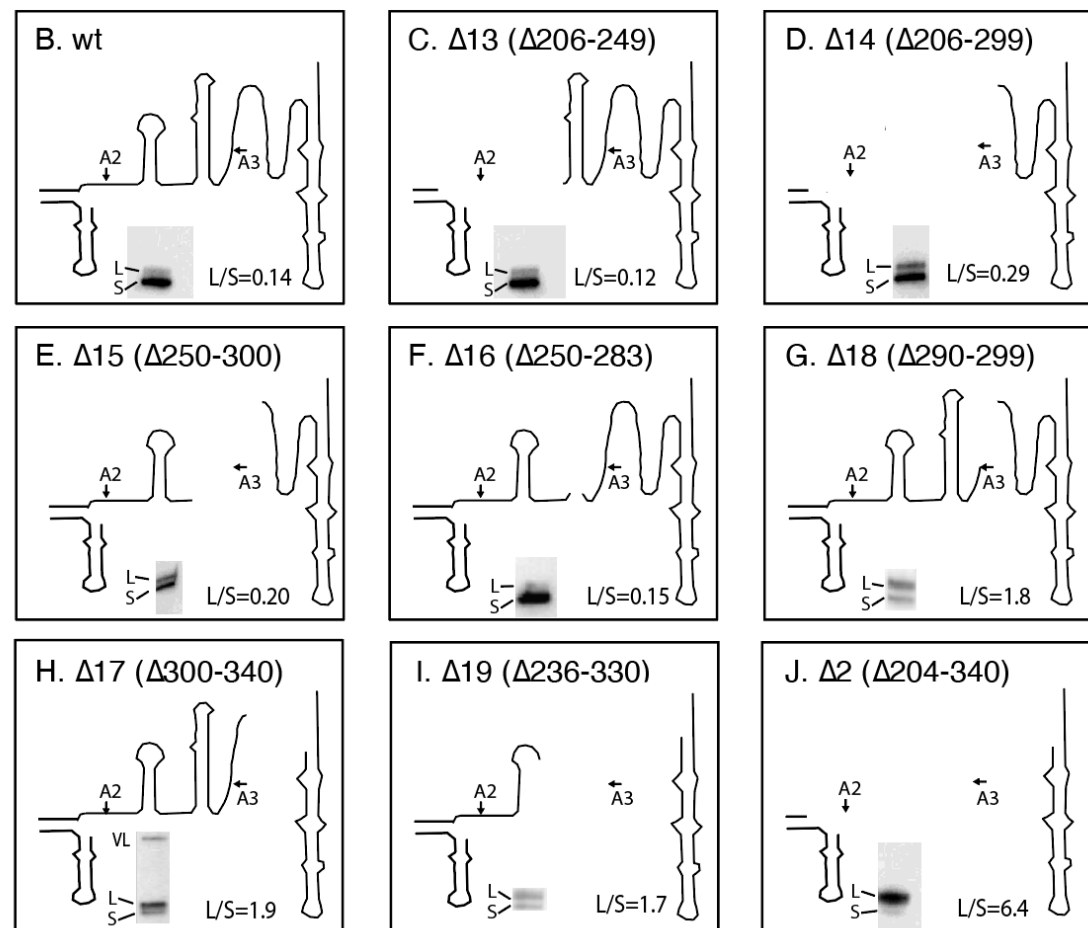 B. wt
A2
A3
L
S
L/S=0.14
C. Δ13 (Δ206-249)
A2
A3
L
S
L/S=0.12
D. Δ14 (Δ206-299)
A2
A3
L
S
L/S=0.29
E. Δ15 (Δ250-300)
A2
A3
L
S
L/S=0.20
F. Δ16 (Δ250-283)
A2
A3
L
S
L/S=0.15
G. Δ18 (Δ290-299)
A2
A3
L
S
L/S=1.8
H. Δ17 (Δ300-340)
A2
A3
VL
L
S
L/S=1.9
I. Δ19 (Δ236-330)
A2
A3
L
S
L/S=1.7
J. Δ2 (Δ204-340)
A2
A3
L
S
L/S=6.4